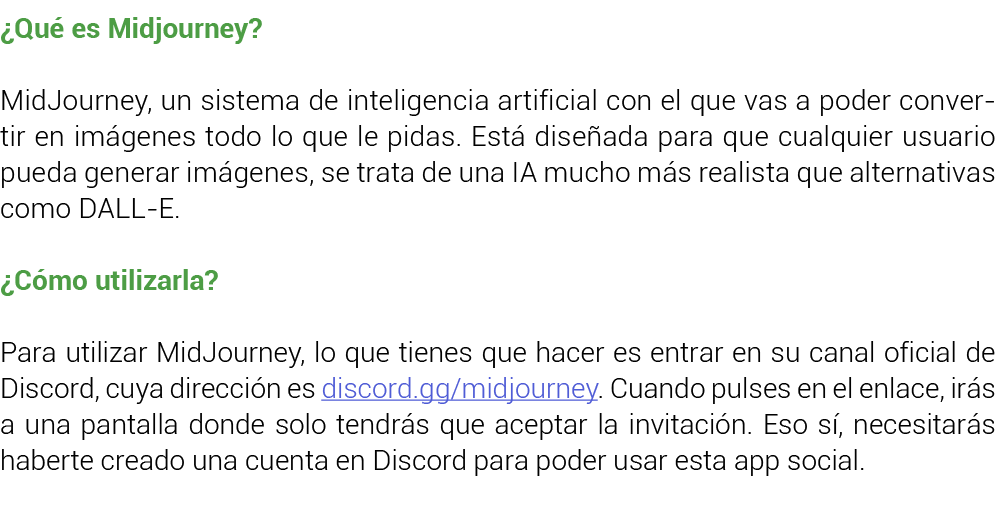 ¿Qué es Midjourney?
MidJourney, un sistema de inteligencia artificial con el que vas a poder conver-
tir en imágenes todo lo que le pidas. Está diseñada para que cualquier usuario
pueda generar imágenes, se trata de una IA mucho más realista que alternativas
como DALL-E.
¿Cómo utilizarla?
Para utilizar MidJourney, lo que tienes que hacer es entrar en su canal oficial de
Discord, cuya dirección es discord.gg/midjourney. Cuando pulses en el enlace, irás
a una pantalla donde solo tendrás que aceptar la invitación. Eso sí, necesitarás
haberte creado una cuenta en Discord para poder usar esta app social.